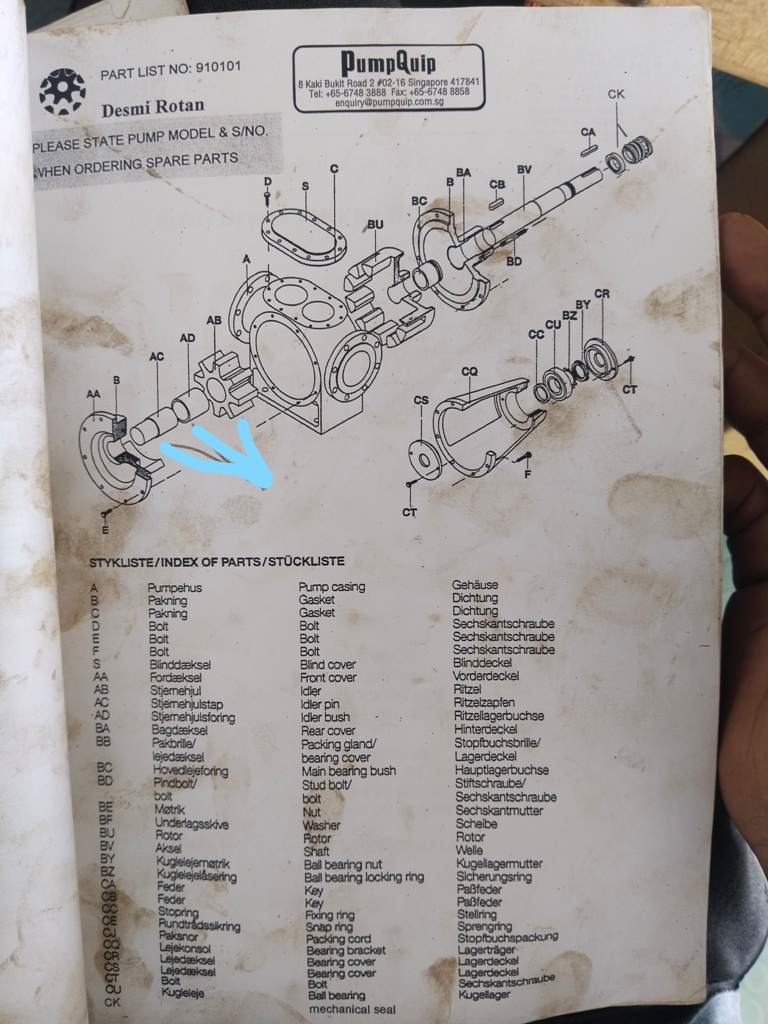 PART LIST NO: 910101
Desmi Rotan
PLEASE STATE PUMP MODEL & S/NO.
WHEN ORDERING SPARE PARTS
PumpQuip
8 Kaki Bukit Road 2 #02-16 Singapore 417841
Tel: +65-6748 3888 Fax: +65-6748 8858
enquiry@pumpquip.com.sg
CK
CA
D
S
C
BU
BC
B
BA
CB
BV
BD
A
AB
AD
AC
B
AA
E
CQ
CS
CC
CU
BZ
BY
CR
CT
F
CT
STYKLISTE/INDEX OF PARTS/STÜCKLISTE
A Pumpehus Pump casing Gehäuse
B Pakning Gasket Dichtung
C Pakning Gasket Dichtung
D Bolt Bolt Sechskantschraube
E Bolt Bolt Sechskantschraube
F Bolt Bolt Sechskantschraube
S Blinddæksel Blind cover Blinddeckel
AA Fordæksel Front cover Vorderdeckel
AB Stjernehjul Idler Ritzel
AC Stjernehjulstap Idler pin Ritzelzapfen
AD Stjernehjulsforing Idler bush Ritzellagerbuchse
BA Bagdæksel Rear cover Hinterdeckel
BB Pakbrille/ Packing gland/ Stopfbuchsbrille/
lejedæksel bearing cover Lagerdeckel
BC Hovedlejeforing Main bearing bush Hauptlagerbuchse
BD Pindbolt/ Stud bolt/ Stiftschraube/
bolt bolt Sechskantschraube
BE Møtrik Nut Sechskantmutter
BF Underlagsskive Washer Scheibe
BU Rotor Rotor Rotor
BV Aksel Shaft Welle
BY Kuglelejemøtrik Ball bearing nut Kugellagermutter
BZ Kuglelejelåsering Ball bearing locking ring Sicherungsring
CA Feder Key Paßfeder
Feder Key Paßfeder
Stopring Fixing ring Stellring
Rundtrådssikring Snap ring Sprengring
Paksnor Packing cord Stopfbuchspackung
Lejekonsol Bearing bracket Lagerträger
Lejedæksel Bearing cover Lagerdeckel
Lejedæksel Bearing cover Lagerdeckel
Bolt Bolt Sechskantschraube
Kugleleje Ball bearing Kugellager
CK mechanical seal